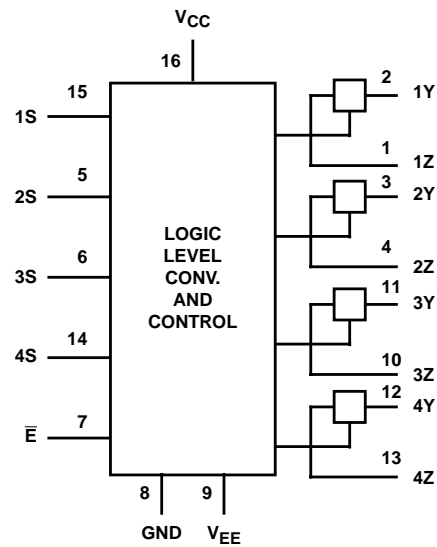 VCC
16
15
1S
5
2S
6
3S
14
4S
7
E̅
LOGIC
LEVEL
CONV.
AND
CONTROL
2
1Y
1
1Z
3
2Y
4
2Z
11
3Y
10
3Z
12
4Y
13
4Z
8
9
GND
VEE